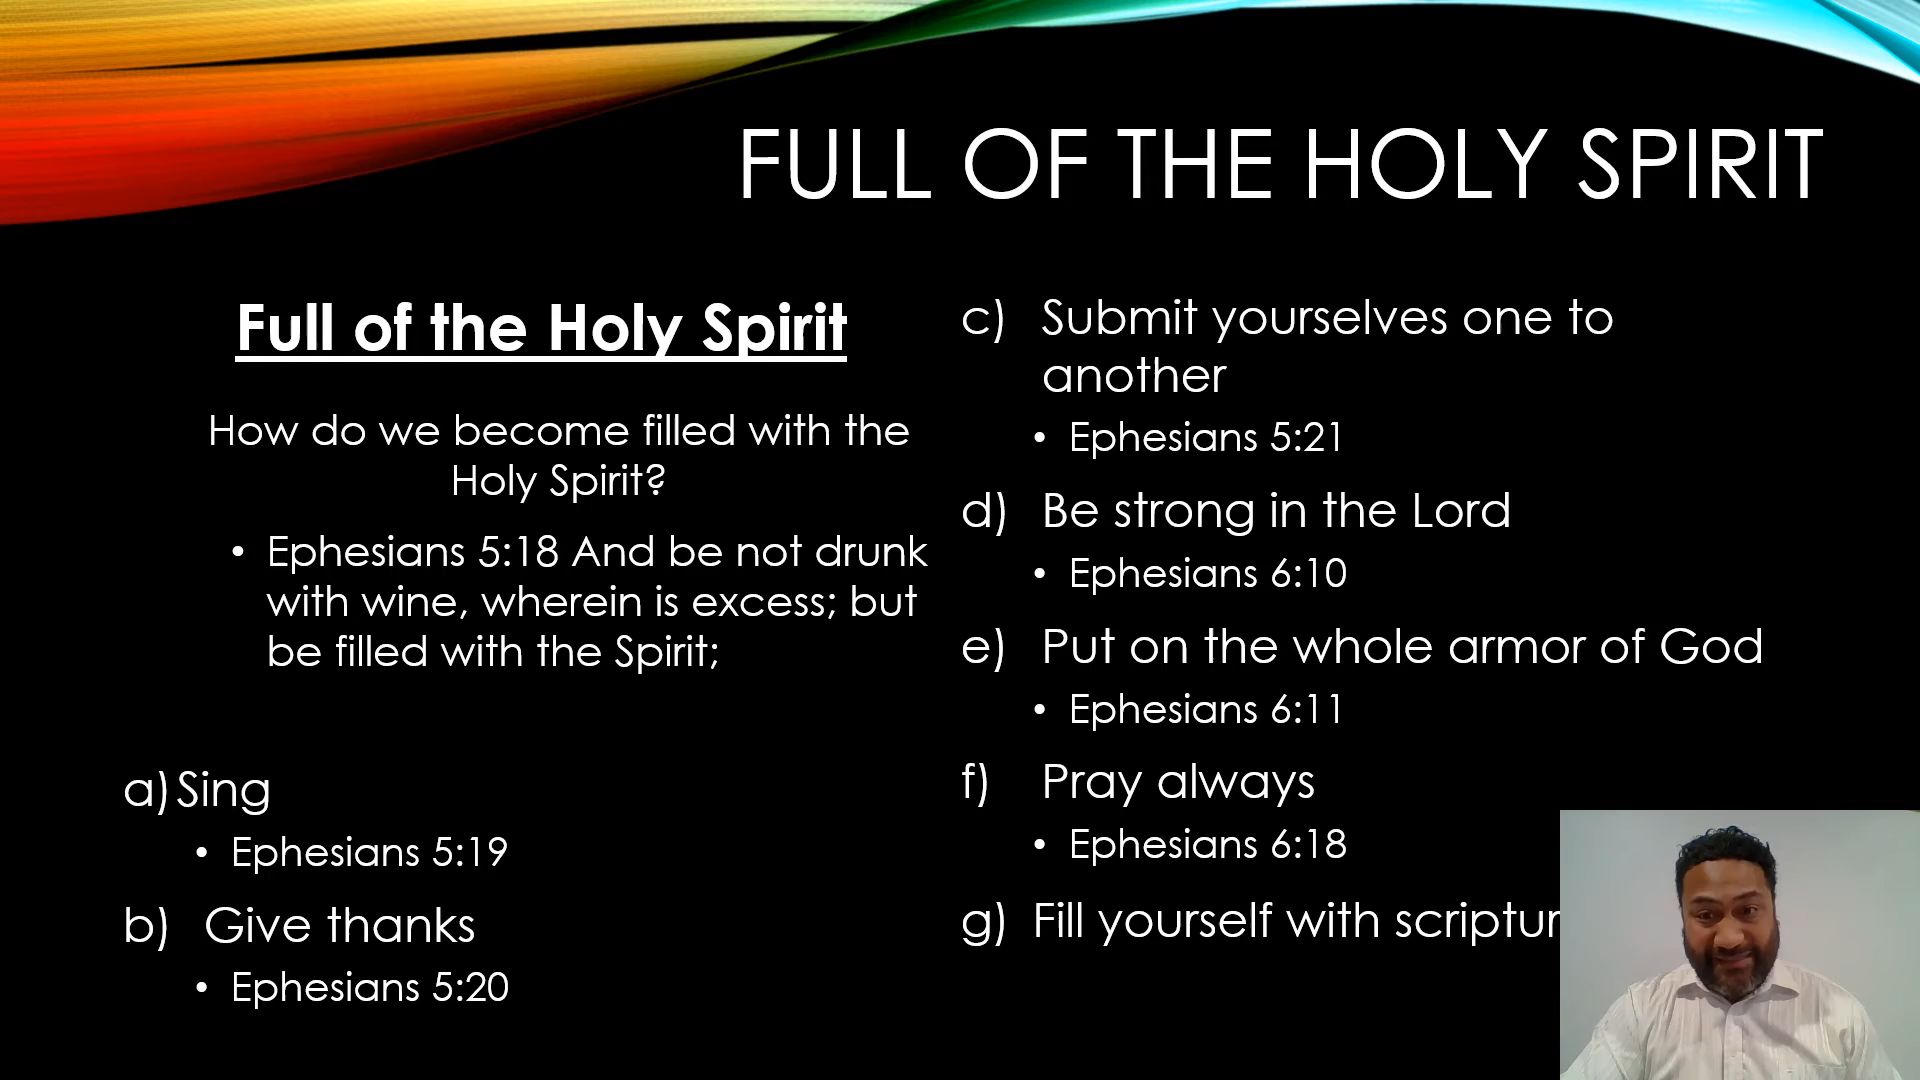 FULL OF THE HOLY SPIRIT
Full of the Holy Spirit
How do we become filled with the
Holy Spirit?
• Ephesians 5:18 And be not drunk
with wine, wherein is excess; but
be filled with the Spirit;
a) Sing
• Ephesians 5:19
b) Give thanks
• Ephesians 5:20
c) Submit yourselves one to
another
• Ephesians 5:21
d) Be strong in the Lord
• Ephesians 6:10
e) Put on the whole armor of God
• Ephesians 6:11
f) Pray always
• Ephesians 6:18
g) Fill yourself with